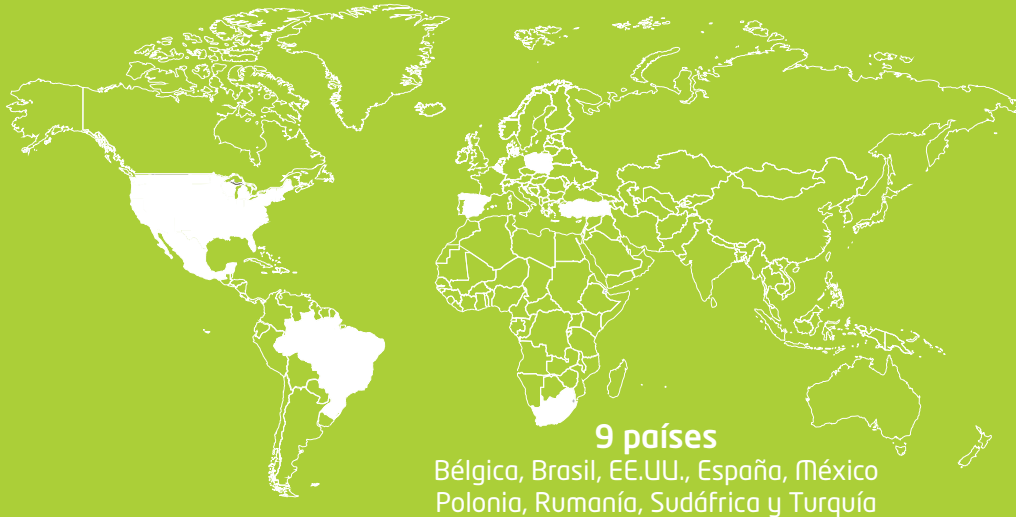 9 países
Bélgica, Brasil, EE.UU., España, México
Polonia, Rumanía, Sudáfrica y Turquía